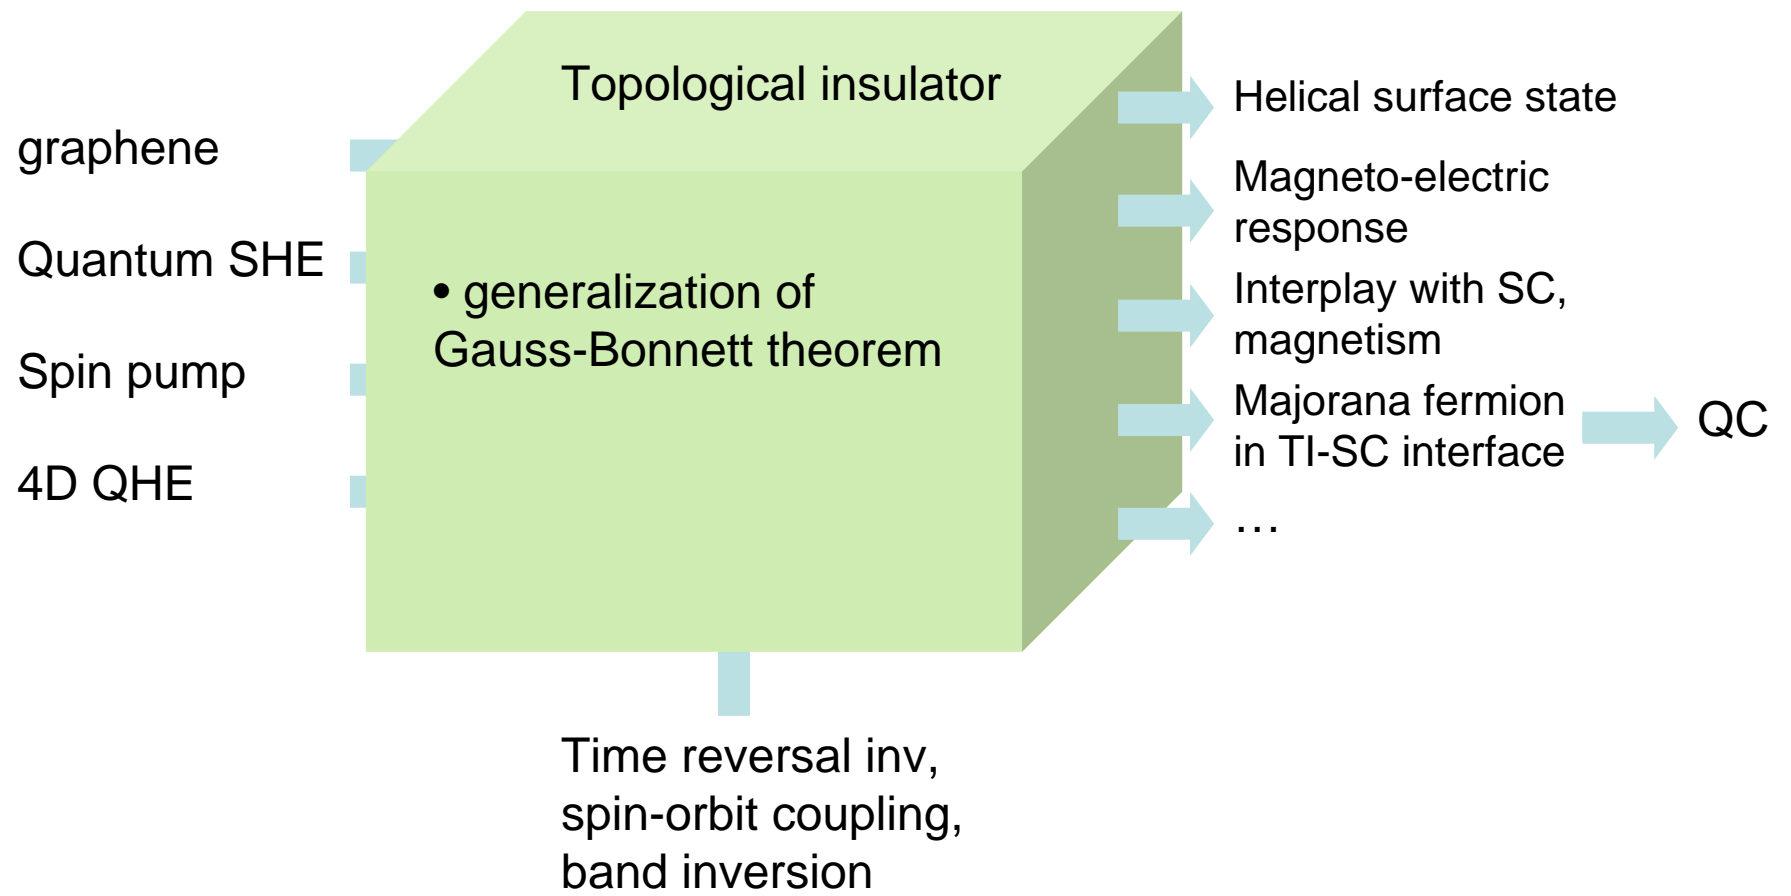 Topological insulator
graphene
Quantum SHE
Spin pump
4D QHE
• generalization of
Gauss-Bonnett theorem
Helical surface state
Magneto-electric
response
Interplay with SC,
magnetism
Majorana fermion
in TI-SC interface
…
QC
Time reversal inv,
spin-orbit coupling,
band inversion